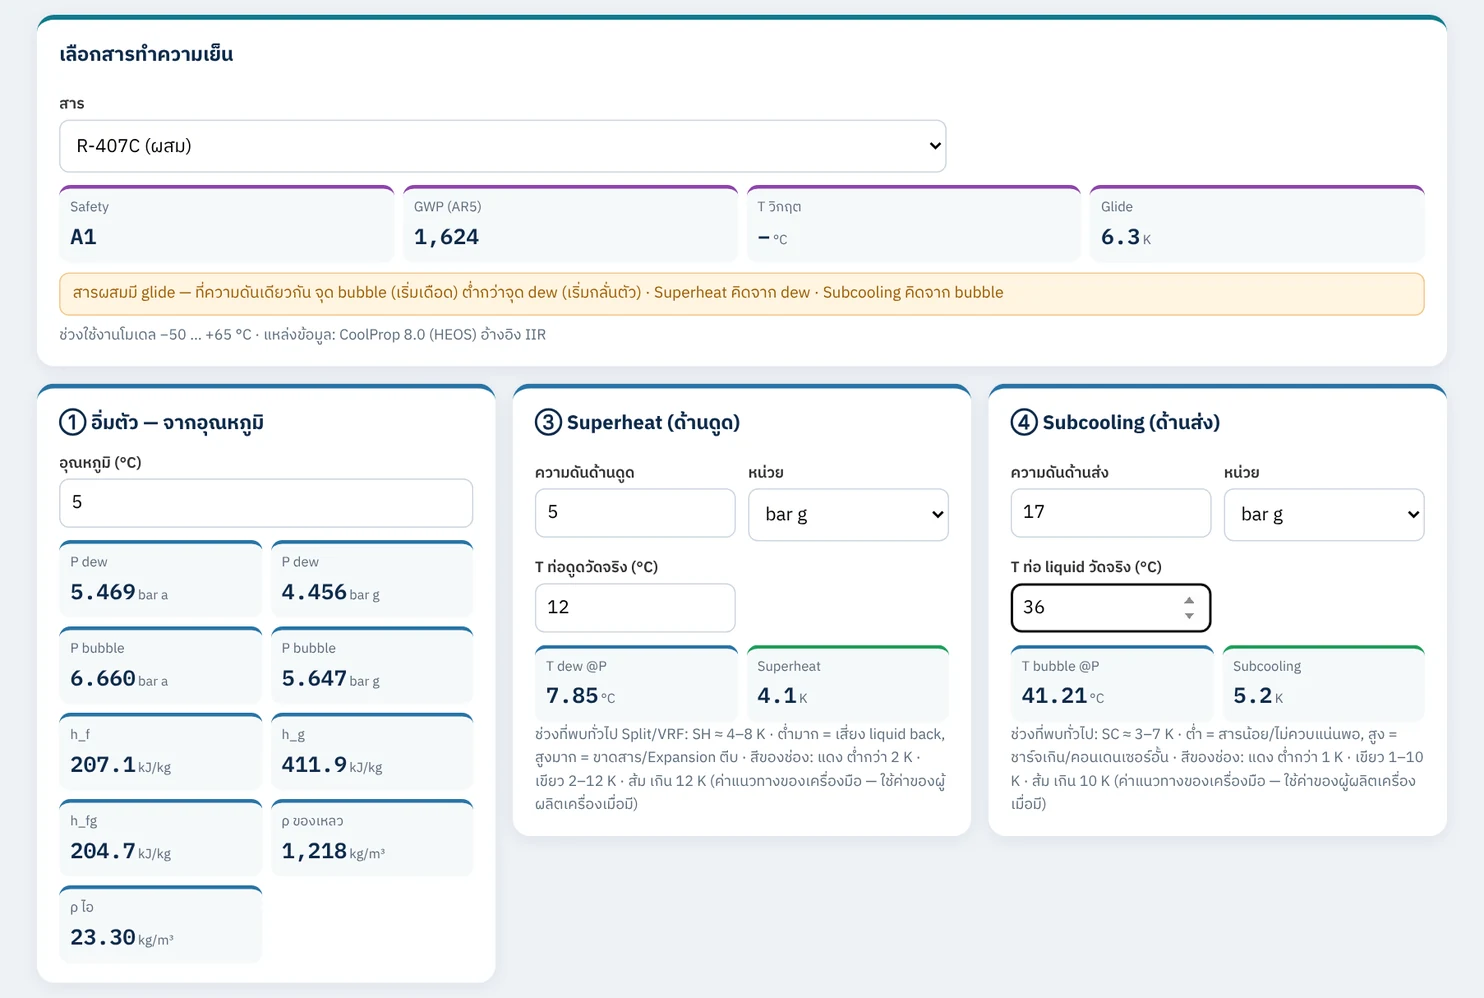 เลือกสารทำความเย็น
สาร
R-407C (ผสม)
Safety
A1
GWP (AR5)
1,624
T วิกฤต
– °C
Glide
6.3 K
สารผสมมี glide — ที่ความดันเดียวกัน จุด bubble (เริ่มเดือด) ต่ำกว่าจุด dew (เริ่มกลั่นตัว) · Superheat คิดจาก dew · Subcooling คิดจาก bubble
ช่วงใช้งานโมเดล −50 … +65 °C · แหล่งข้อมูล: CoolProp 8.0 (HEOS) อ้างอิง IIR
① อิ่มตัว — จากอุณหภูมิ
อุณหภูมิ (°C)
5
P dew
5.469 bar a
P dew
4.456 bar g
P bubble
6.660 bar a
P bubble
5.647 bar g
h_f
207.1 kJ/kg
h_g
411.9 kJ/kg
h_fg
204.7 kJ/kg
ρ ของเหลว
1,218 kg/m³
ρ ไอ
23.30 kg/m³
③ Superheat (ด้านดูด)
ความดันด้านดูด
หน่วย
5
bar g
T ท่อดูดวัดจริง (°C)
12
T dew @P
7.85 °C
Superheat
4.1 K
ช่วงที่พบทั่วไป Split/VRF: SH ≈ 4–8 K · ต่ำมาก = เสี่ยง liquid back,
สูงมาก = ขาดสาร/Expansion ตีบ · สีของช่อง: แดง ต่ำกว่า 2 K ·
เขียว 2–12 K · ส้ม เกิน 12 K (ค่าแนวทางของเครื่องมือ — ใช้ค่าของผู้
ผลิตเครื่องเมื่อมี)
④ Subcooling (ด้านส่ง)
ความดันด้านส่ง
หน่วย
17
bar g
T ท่อ liquid วัดจริง (°C)
36
T bubble @P
41.21 °C
Subcooling
5.2 K
ช่วงที่พบทั่วไป: SC ≈ 3–7 K · ต่ำ = สารน้อย/ไม่ควบแน่นพอ, สูง =
ชาร์จเกิน/คอนเดนเซอร์อั้น · สีของช่อง: แดง ต่ำกว่า 1 K · เขียว 1–10
K · ส้ม เกิน 10 K (ค่าแนวทางของเครื่องมือ — ใช้ค่าของผู้ผลิตเครื่อง
เมื่อมี)